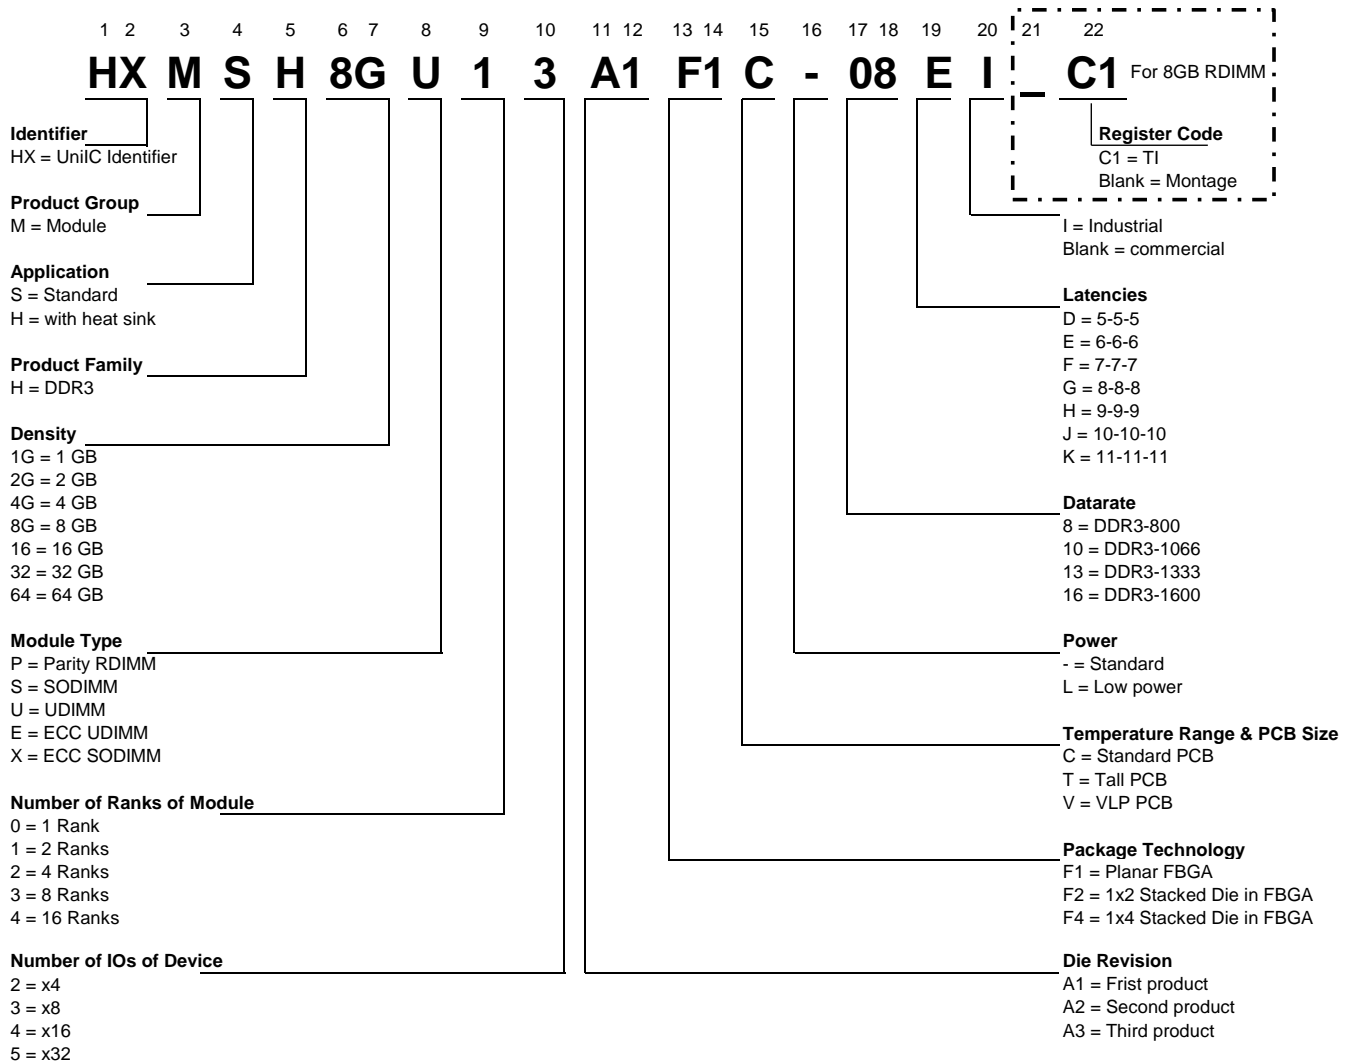 1 2 3 4 5 6 7 8 9 10 11 12 13 14 15 16 17 18 19 20 21 22
HX M S H 8G U 1 3 A1 F1 C - 08 E I _ C1 For 8GB RDIMM
Identifier
HX = UniIC Identifier
Product Group
M = Module
Application
S = Standard
H = with heat sink
Product Family
H = DDR3
Density
1G = 1 GB
2G = 2 GB
4G = 4 GB
8G = 8 GB
16 = 16 GB
32 = 32 GB
64 = 64 GB
Module Type
P = Parity RDIMM
S = SODIMM
U = UDIMM
E = ECC UDIMM
X = ECC SODIMM
Number of Ranks of Module
0 = 1 Rank
1 = 2 Ranks
2 = 4 Ranks
3 = 8 Ranks
4 = 16 Ranks
Number of IOs of Device
2 = x4
3 = x8
4 = x16
5 = x32
Register Code
C1 = TI
Blank = Montage
I = Industrial
Blank = commercial
Latencies
D = 5-5-5
E = 6-6-6
F = 7-7-7
G = 8-8-8
H = 9-9-9
J = 10-10-10
K = 11-11-11
Datarate
8 = DDR3-800
10 = DDR3-1066
13 = DDR3-1333
16 = DDR3-1600
Power
- = Standard
L = Low power
Temperature Range & PCB Size
C = Standard PCB
T = Tall PCB
V = VLP PCB
Package Technology
F1 = Planar FBGA
F2 = 1x2 Stacked Die in FBGA
F4 = 1x4 Stacked Die in FBGA
Die Revision
A1 = Frist product
A2 = Second product
A3 = Third product